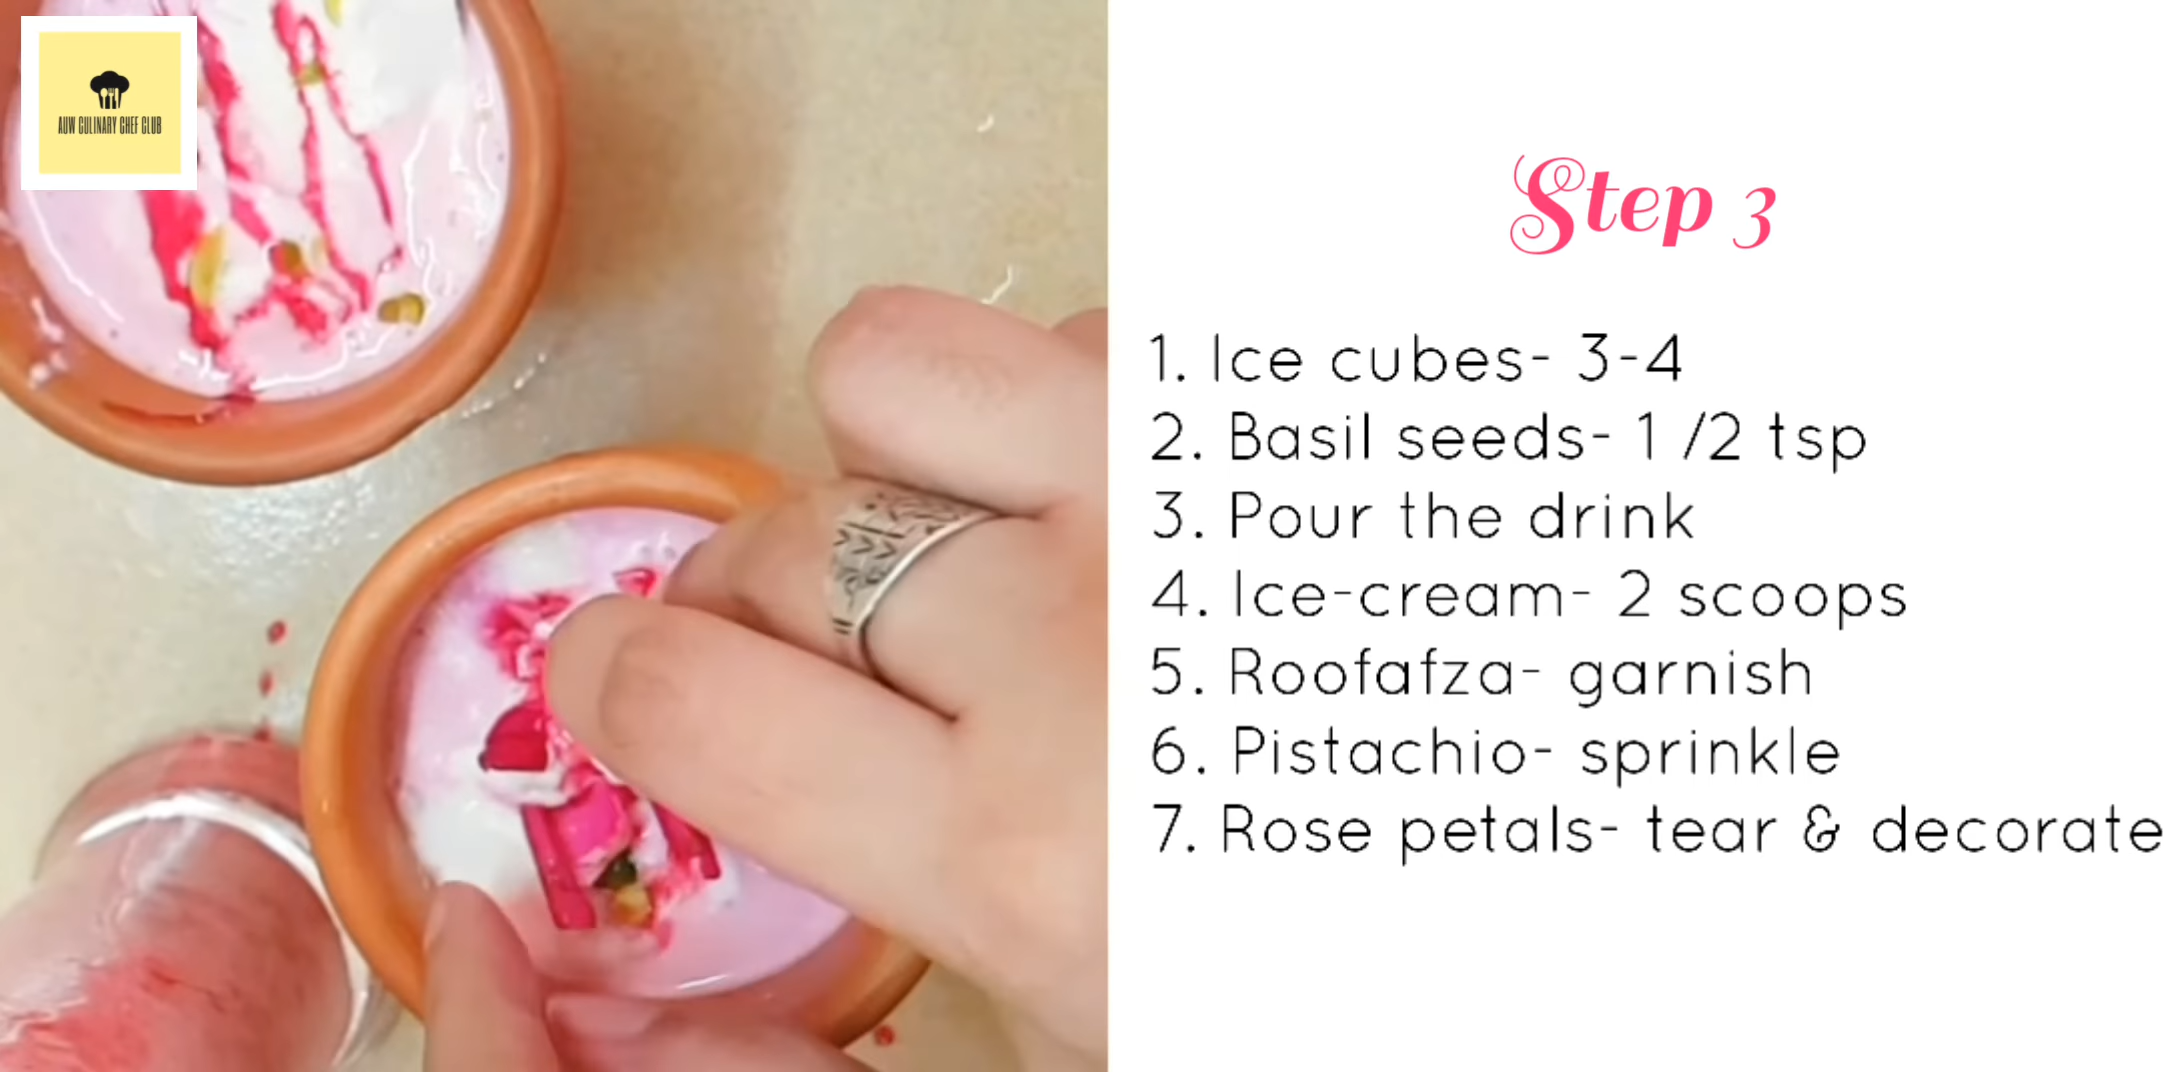 AUW CULINARY CHEF CLUB
Step 3
1. Ice cubes- 3-4
2. Basil seeds- 1 /2 tsp
3. Pour the drink
4. Ice-cream- 2 scoops
5. Roofafza- garnish
6. Pistachio- sprinkle
7. Rose petals- tear & decorate